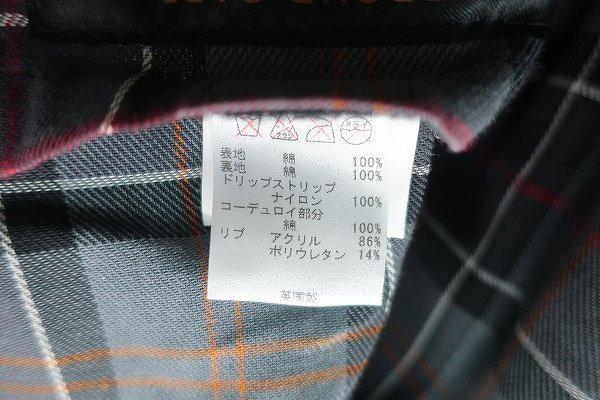 表地 綿 100%
裏地 綿 100%
ドリップストリップ
ナイロン 100%
コーデュロイ部分
綿 100%
リブ アクリル 86%
ポリウレタン 14%
英国製